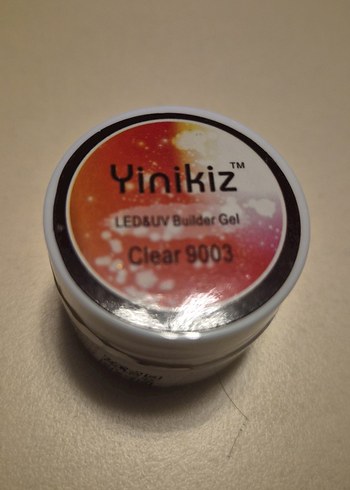 Yinikiz™
LED&UV Builder Gel
Clear 9003